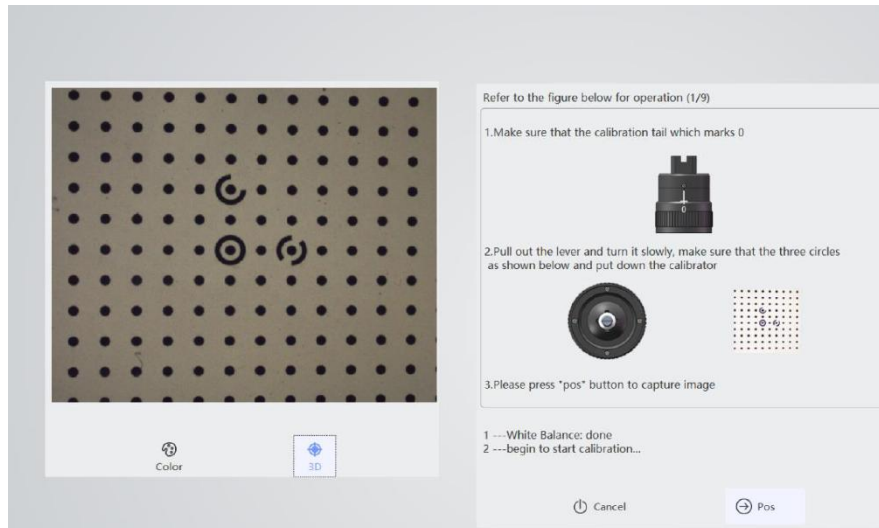 Refer to the figure below for operation (1/9)
1.Make sure that the calibration tail which marks 0
0
2.Pull out the lever and turn it slowly, make sure that the three circles
as shown below and put down the calibrator
3.Please press "pos" button to capture image
1 ---White Balance: done
2 ---begin to start calibration...
Color
3D
Cancel
Pos